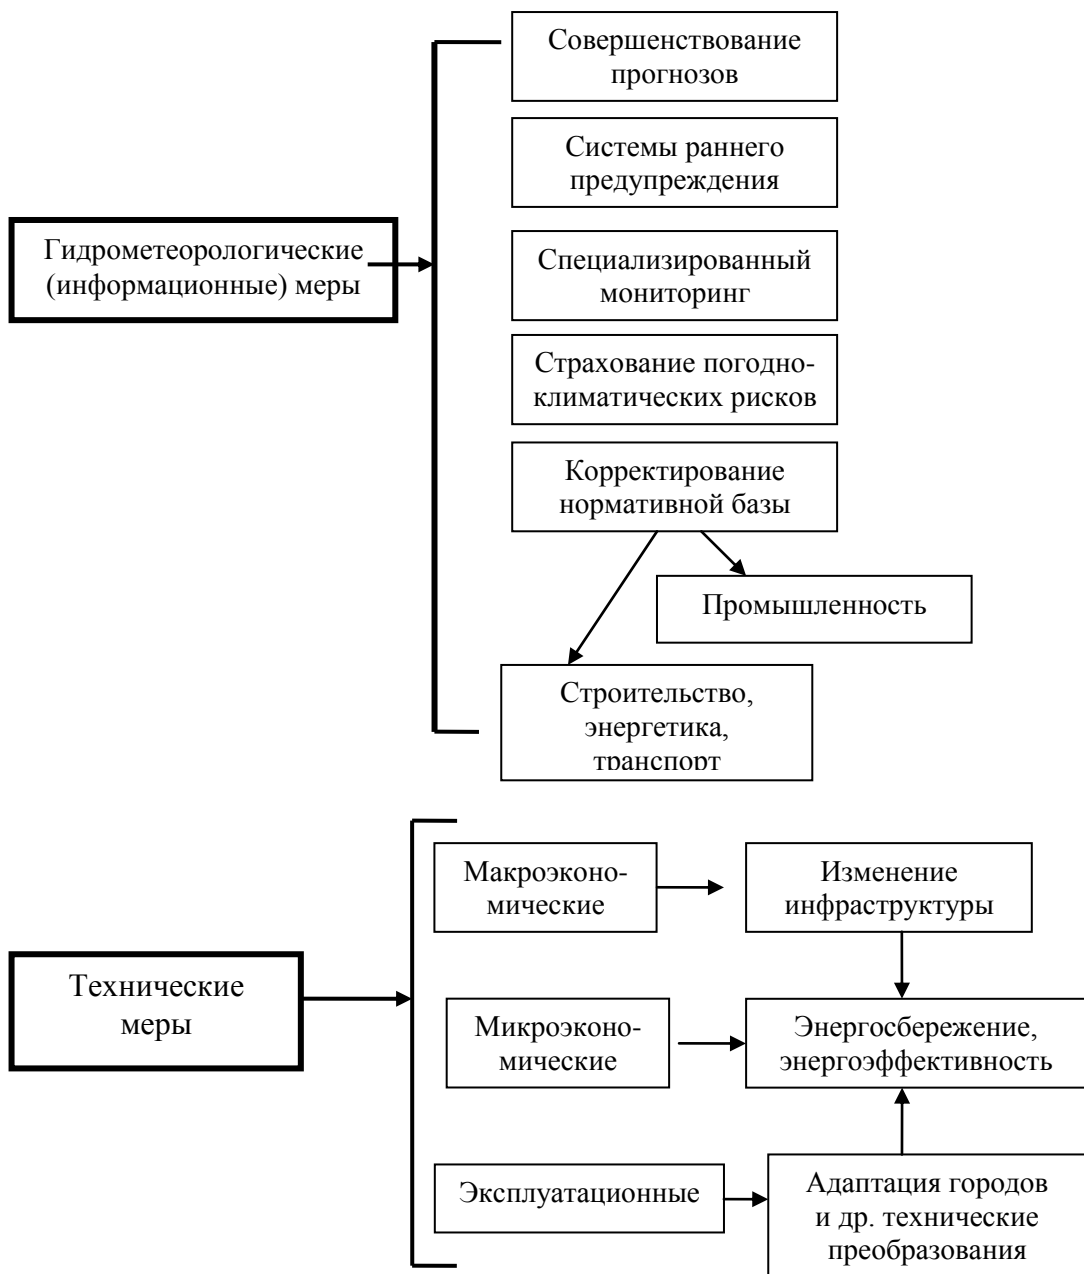 Совершенствование
прогнозов
Системы раннего
предупреждения
Гидрометеорологические
(информационные) меры
Специализированный
мониторинг
Страхование погодно-
климатических рисков
Корректирование
нормативной базы
Промышленность
Строительство,
энергетика,
транспорт
Макроэконо-
мические
Изменение
инфраструктуры
Технические
меры
Микроэконо-
мические
Энергосбережение,
энергоэффективность
Эксплуатационные
Адаптация городов
и др. технические
преобразования